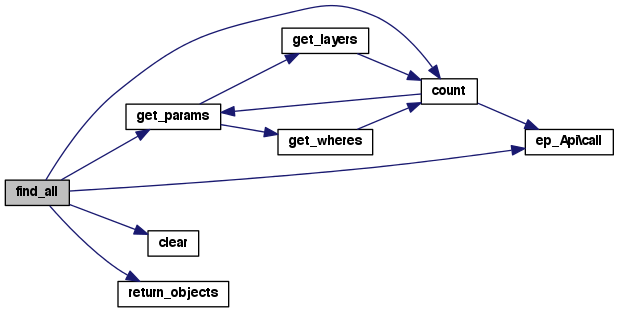 get_layers
count
get_params
get_wheres
ep_Api\call
find_all
clear
return_objects